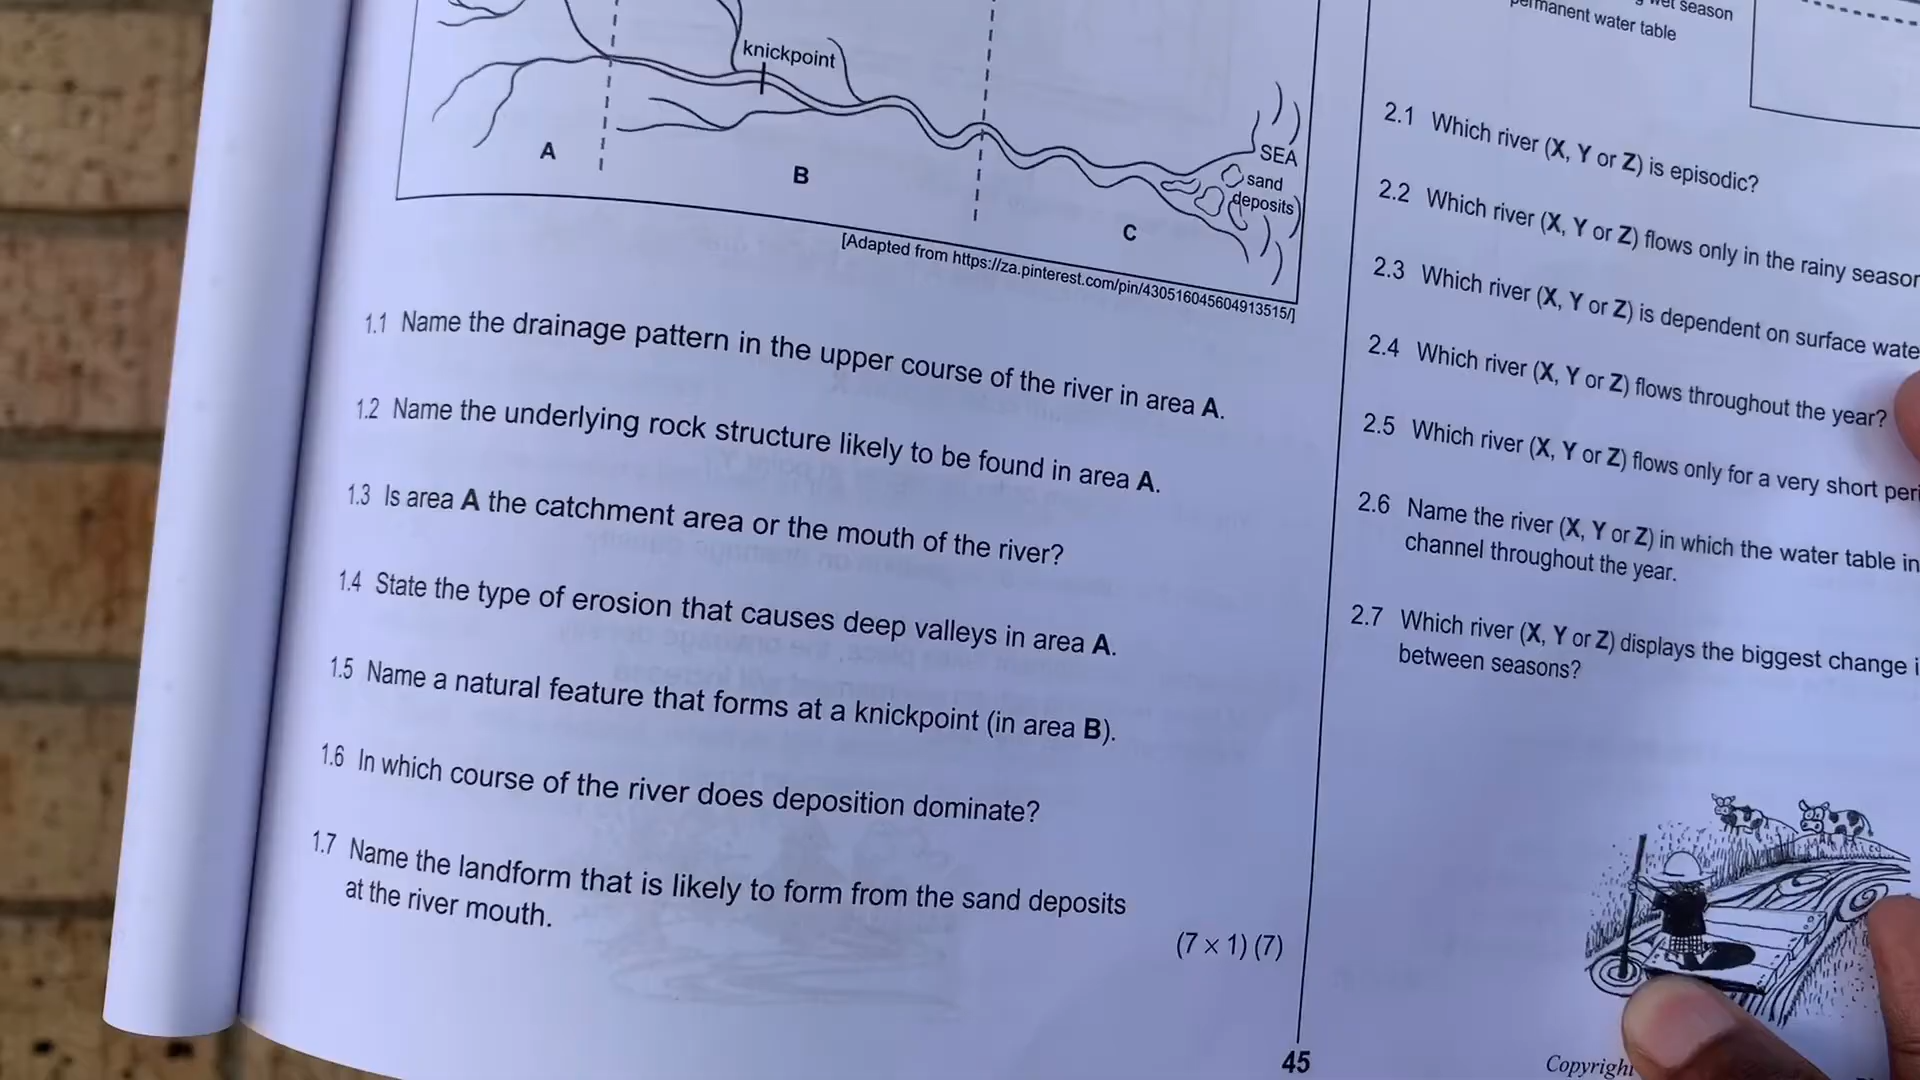 knickpoint
SEA
sand
deposits
A
B
C
[Adapted from https://za.pinterest.com/pin/430516045604913515/]
1.1 Name the drainage pattern in the upper course of the river in area A.
1.2 Name the underlying rock structure likely to be found in area A.
1.3 Is area A the catchment area or the mouth of the river?
1.4 State the type of erosion that causes deep valleys in area A.
1.5 Name a natural feature that forms at a knickpoint (in area B).
1.6 In which course of the river does deposition dominate?
1.7 Name the landform that is likely to form from the sand deposits
at the river mouth.
(7 × 1) (7)
45
wet season
permanent water table
2.1 Which river (X, Y or Z) is episodic?
2.2 Which river (X, Y or Z) flows only in the rainy
2.3 Which river (X, Y or Z) is dependent on surface
2.4 Which river (X, Y or Z) flows throughout the year?
2.5 Which river (X, Y or Z) flows only for a very short
2.6 Name the river (X, Y or Z) in which the water table
channel throughout the year.
2.7 Which river (X, Y or Z) displays the biggest change
between seasons?